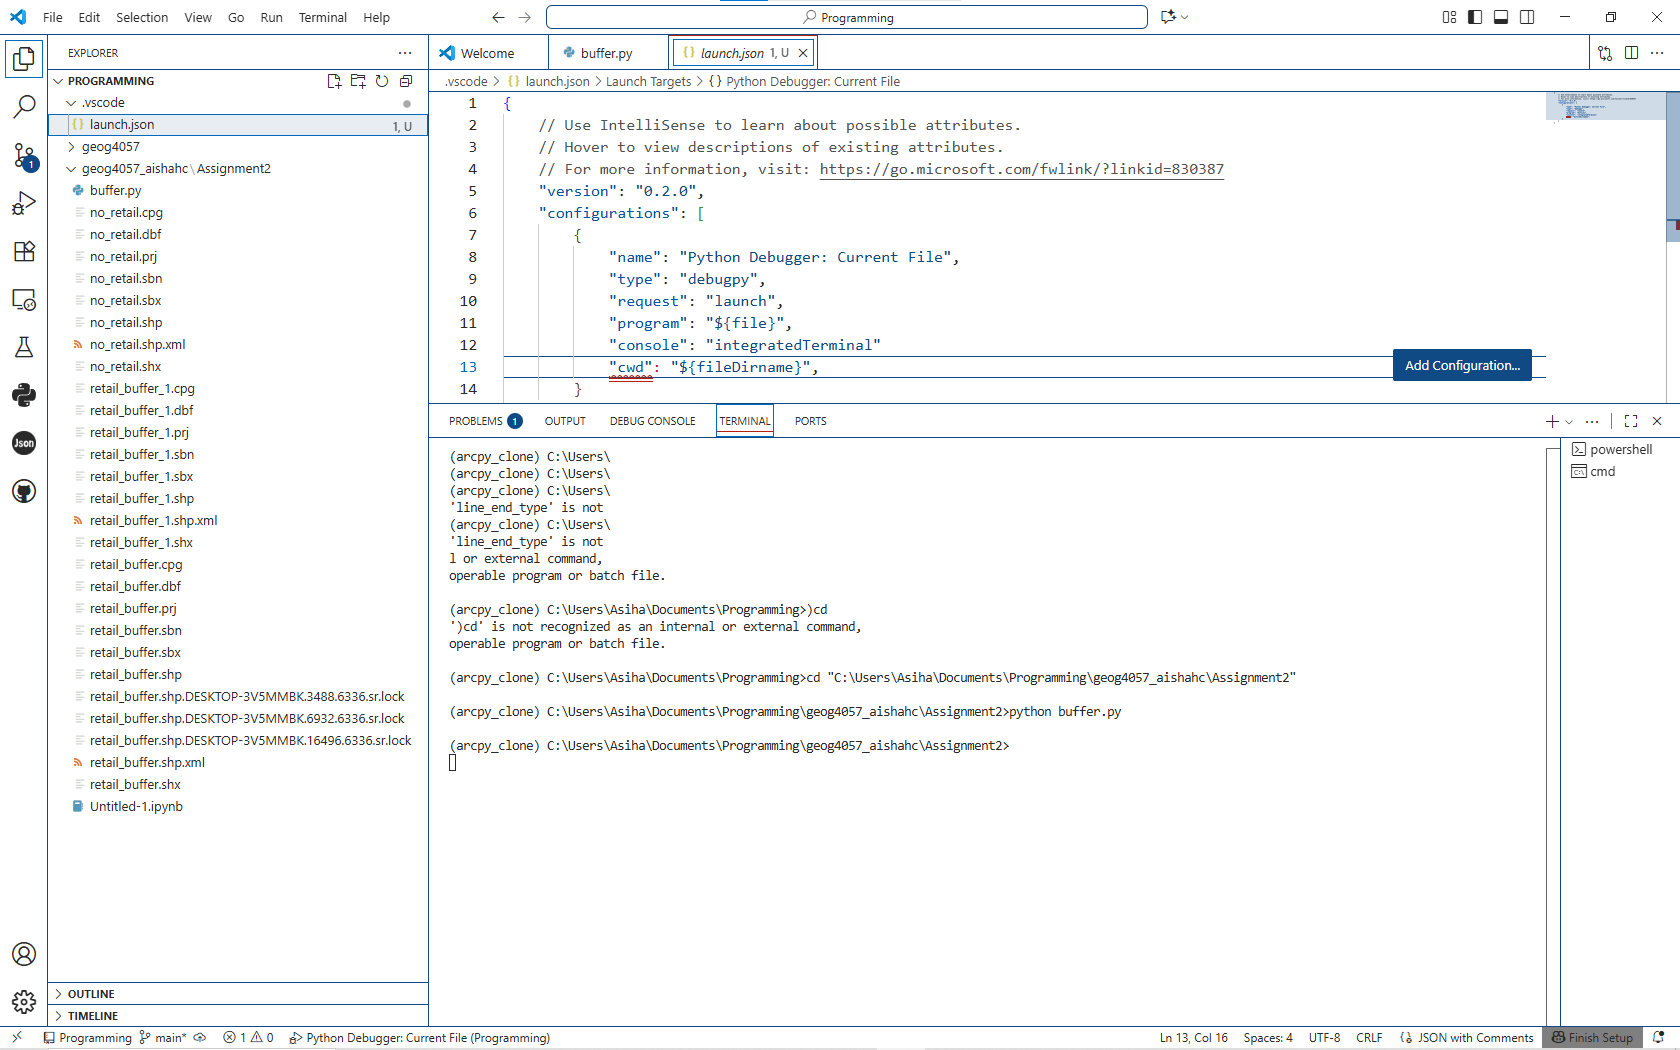 File Edit Selection View Go Run Terminal Help
Programming
EXPLORER
PROGRAMMING
.vscode
launch.json 1, U
geog4057
geog4057_aishahc\Assignment2
buffer.py
no_retail.cpg
no_retail.dbf
no_retail.prj
no_retail.sbn
no_retail.sbx
no_retail.shp
no_retail.shp.xml
no_retail.shx
retail_buffer_1.cpg
retail_buffer_1.dbf
retail_buffer_1.prj
retail_buffer_1.sbn
retail_buffer_1.sbx
retail_buffer_1.shp
retail_buffer_1.shp.xml
retail_buffer_1.shx
retail_buffer.cpg
retail_buffer.dbf
retail_buffer.prj
retail_buffer.sbn
retail_buffer.sbx
retail_buffer.shp
retail_buffer.shp.DESKTOP-3V5MMBK.3488.6336.sr.lock
retail_buffer.shp.DESKTOP-3V5MMBK.6932.6336.sr.lock
retail_buffer.shp.DESKTOP-3V5MMBK.16496.6336.sr.lock
retail_buffer.shp.xml
retail_buffer.shx
Untitled-1.ipynb
OUTLINE
TIMELINE
1
Json
Welcome buffer.py {} launch.json 1, U
.vscode > {} launch.json > Launch Targets > {} Python Debugger: Current File
1 {
2 // Use IntelliSense to learn about possible attributes.
3 // Hover to view descriptions of existing attributes.
4 // For more information, visit: https://go.microsoft.com/fwlink/?linkid=830387
5 "version": "0.2.0",
6 "configurations": [
7 {
8 "name": "Python Debugger: Current File",
9 "type": "debugpy",
10 "request": "launch",
11 "program": "${file}",
12 "console": "integratedTerminal"
13 "cwd": "${fileDirname}",
14 }
Add Configuration...
PROBLEMS 1 OUTPUT DEBUG CONSOLE TERMINAL PORTS
(arcpy_clone) C:\Users\
(arcpy_clone) C:\Users\
(arcpy_clone) C:\Users\
'line_end_type' is not
(arcpy_clone) C:\Users\
'line_end_type' is not
l or external command,
operable program or batch file.
(arcpy_clone) C:\Users\Asiha\Documents\Programming>)cd
')cd' is not recognized as an internal or external command,
operable program or batch file.
(arcpy_clone) C:\Users\Asiha\Documents\Programming>cd "C:\Users\Asiha\Documents\Programming\geog4057_aishahc\Assignment2"
(arcpy_clone) C:\Users\Asiha\Documents\Programming\geog4057_aishahc\Assignment2>python buffer.py
(arcpy_clone) C:\Users\Asiha\Documents\Programming\geog4057_aishahc\Assignment2>
powershell
cmd
Programming main* 1 0 Python Debugger: Current File (Programming)
Ln 13, Col 16 Spaces: 4 UTF-8 CRLF {} JSON with Comments Finish Setup